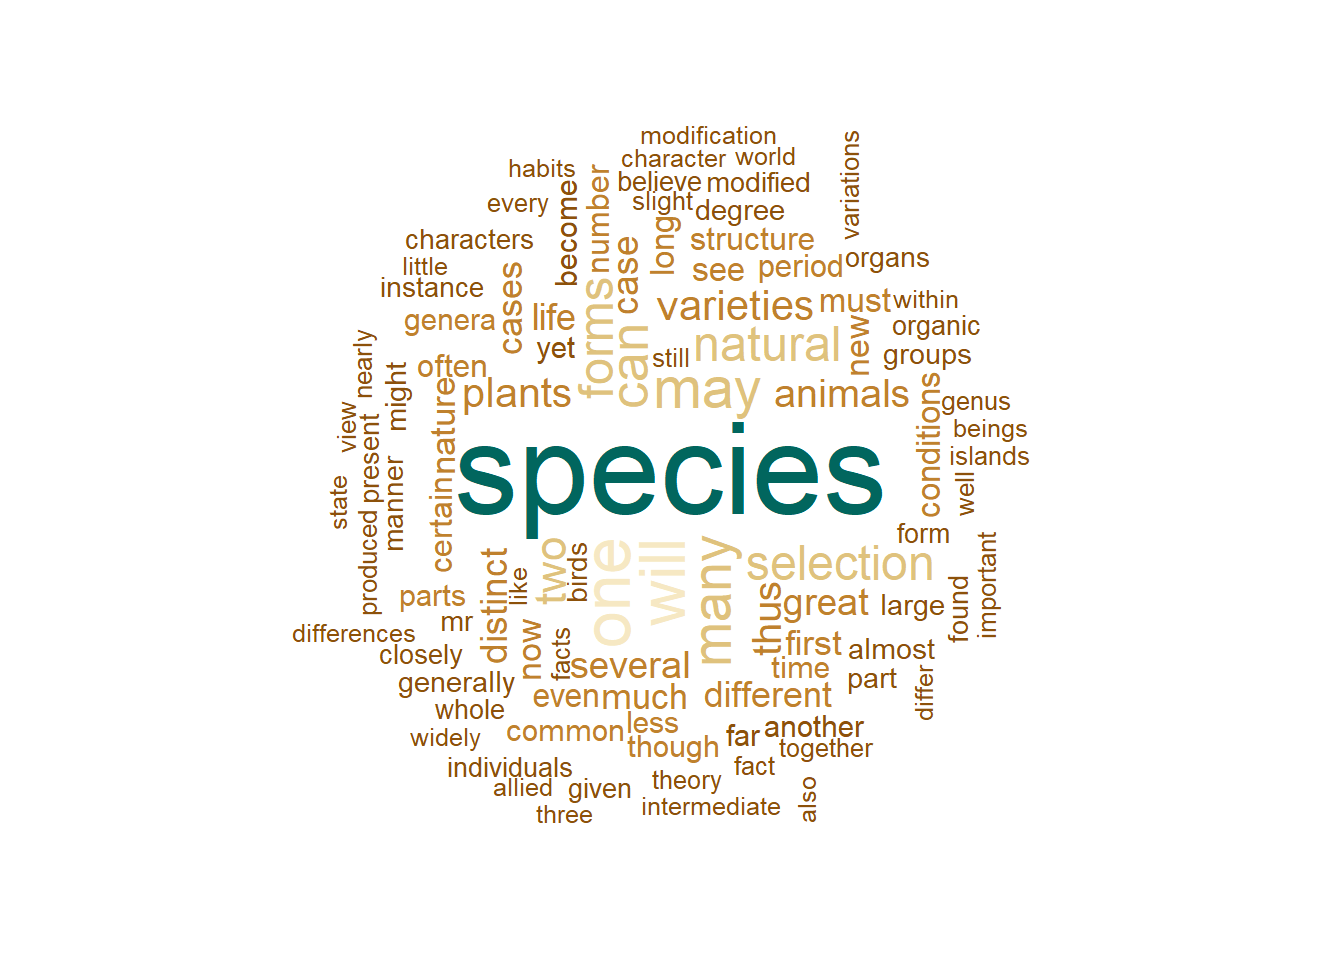 modification
character world
habits believe modified variations
every become number slight degree
characters long structure
little case see period organs
instance cases forms varieties must within
genera life can natural new organic
nearly often yet still groups
might plants may animals conditions genus
view nature beings
present species islands
state manner certain well
produced form
distinct two birds one will many selection important
parts like thus great large found
differences mr now facts first almost
closely several time part differ
generally even much different
whole common less far another
widely though together
individuals theory fact
allied given intermediate also
three